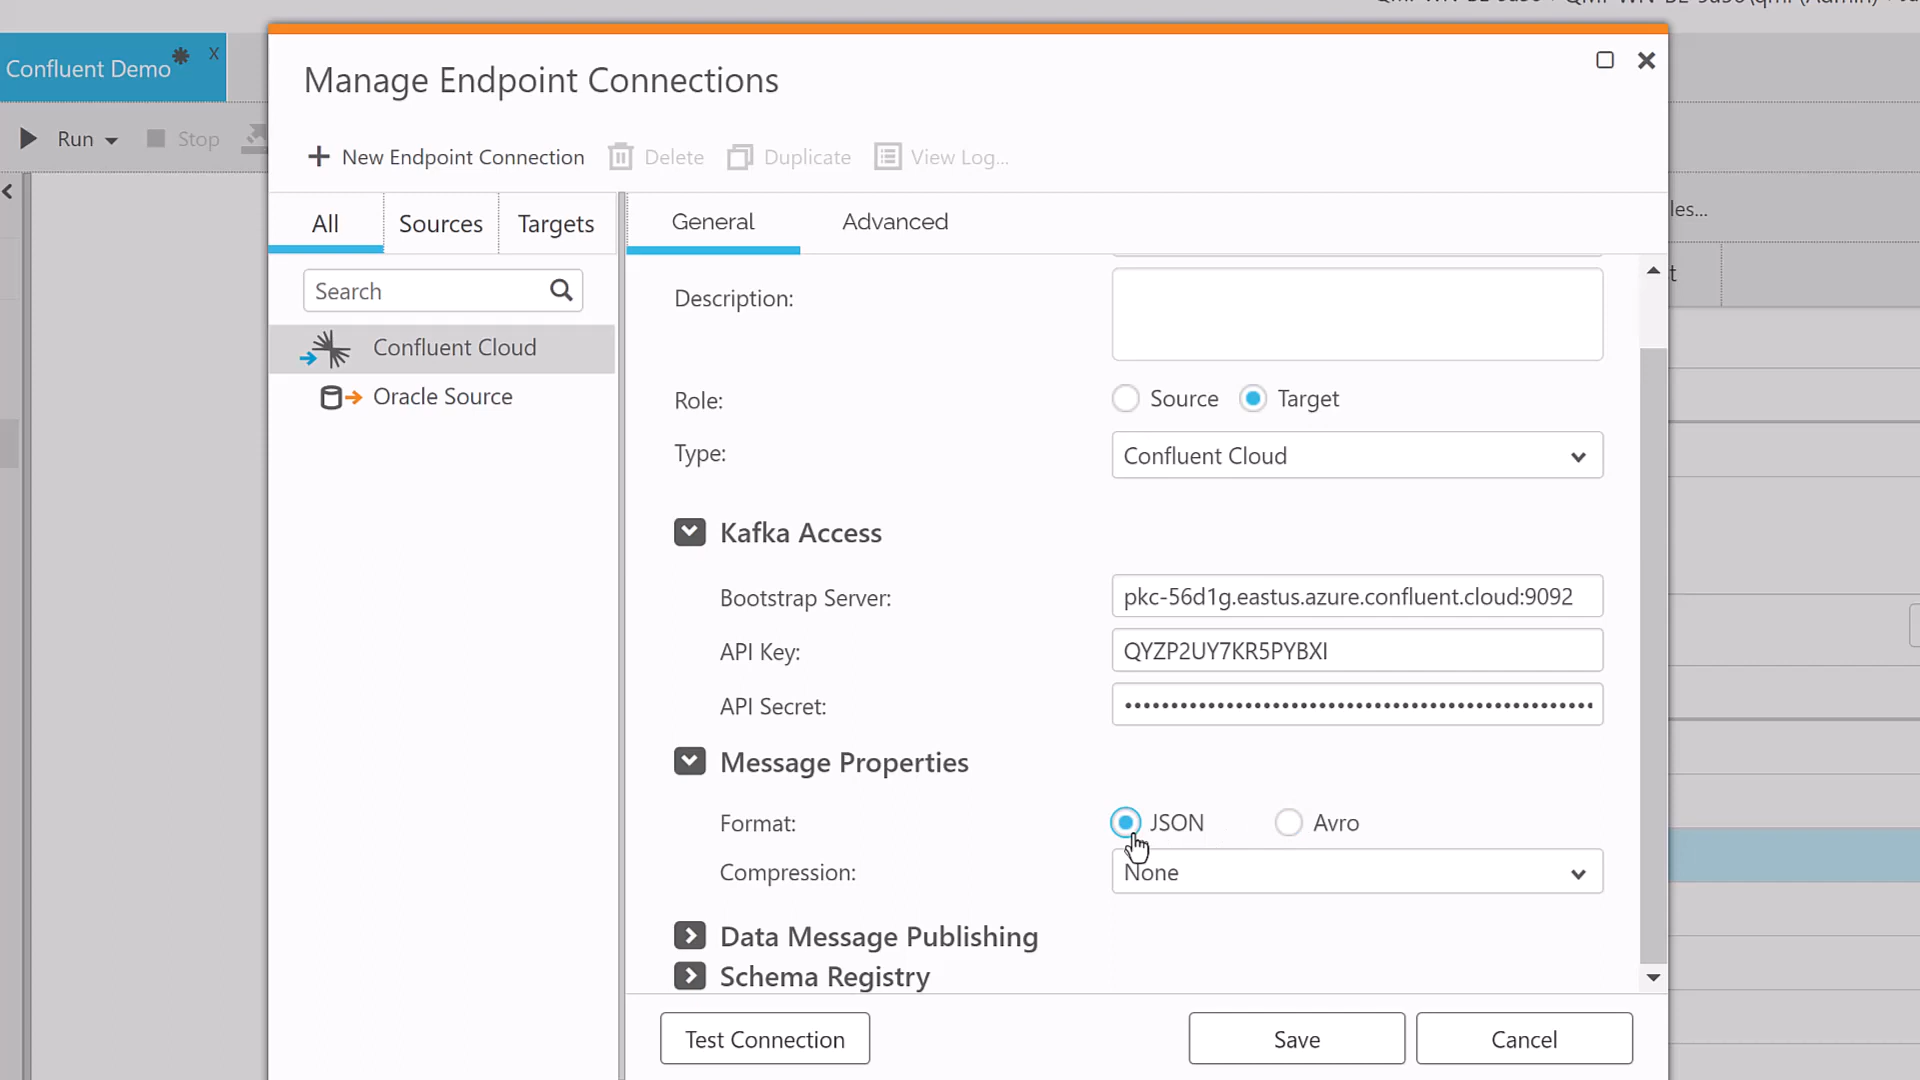 Confluent Demo
x
Manage Endpoint Connections
Run
Stop
New Endpoint Connection
Delete
Duplicate
View Log...
les...
All
Sources
Targets
General
Advanced
Search
t
Description:
Confluent Cloud
Oracle Source
Role:
Source
Target
Type:
Confluent Cloud
Kafka Access
Bootstrap Server:
pkc-56d1g.eastus.azure.confluent.cloud:9092
API Key:
QYZP2UY7KR5PYBXI
API Secret:
Message Properties
Format:
JSON
Avro
Compression:
None
Data Message Publishing
Schema Registry
Test Connection
Save
Cancel